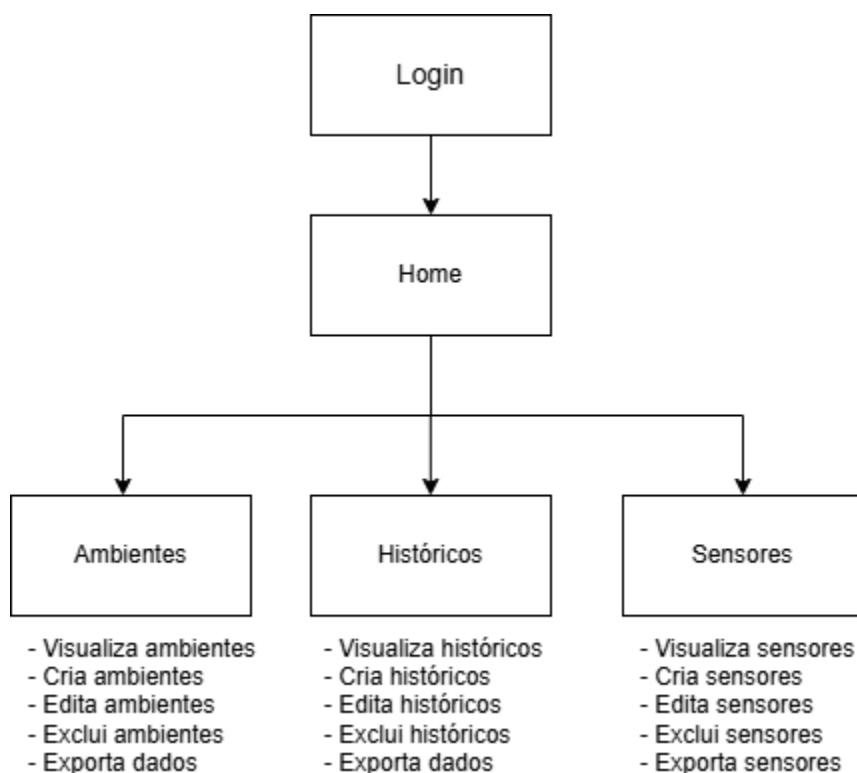 Login
Home
Ambientes
Históricos
Sensores
- Visualiza ambientes
- Cria ambientes
- Edita ambientes
- Exclui ambientes
- Exporta dados
- Visualiza históricos
- Cria históricos
- Edita históricos
- Exclui históricos
- Exporta dados
- Visualiza sensores
- Cria sensores
- Edita sensores
- Exclui sensores
- Exporta sensores